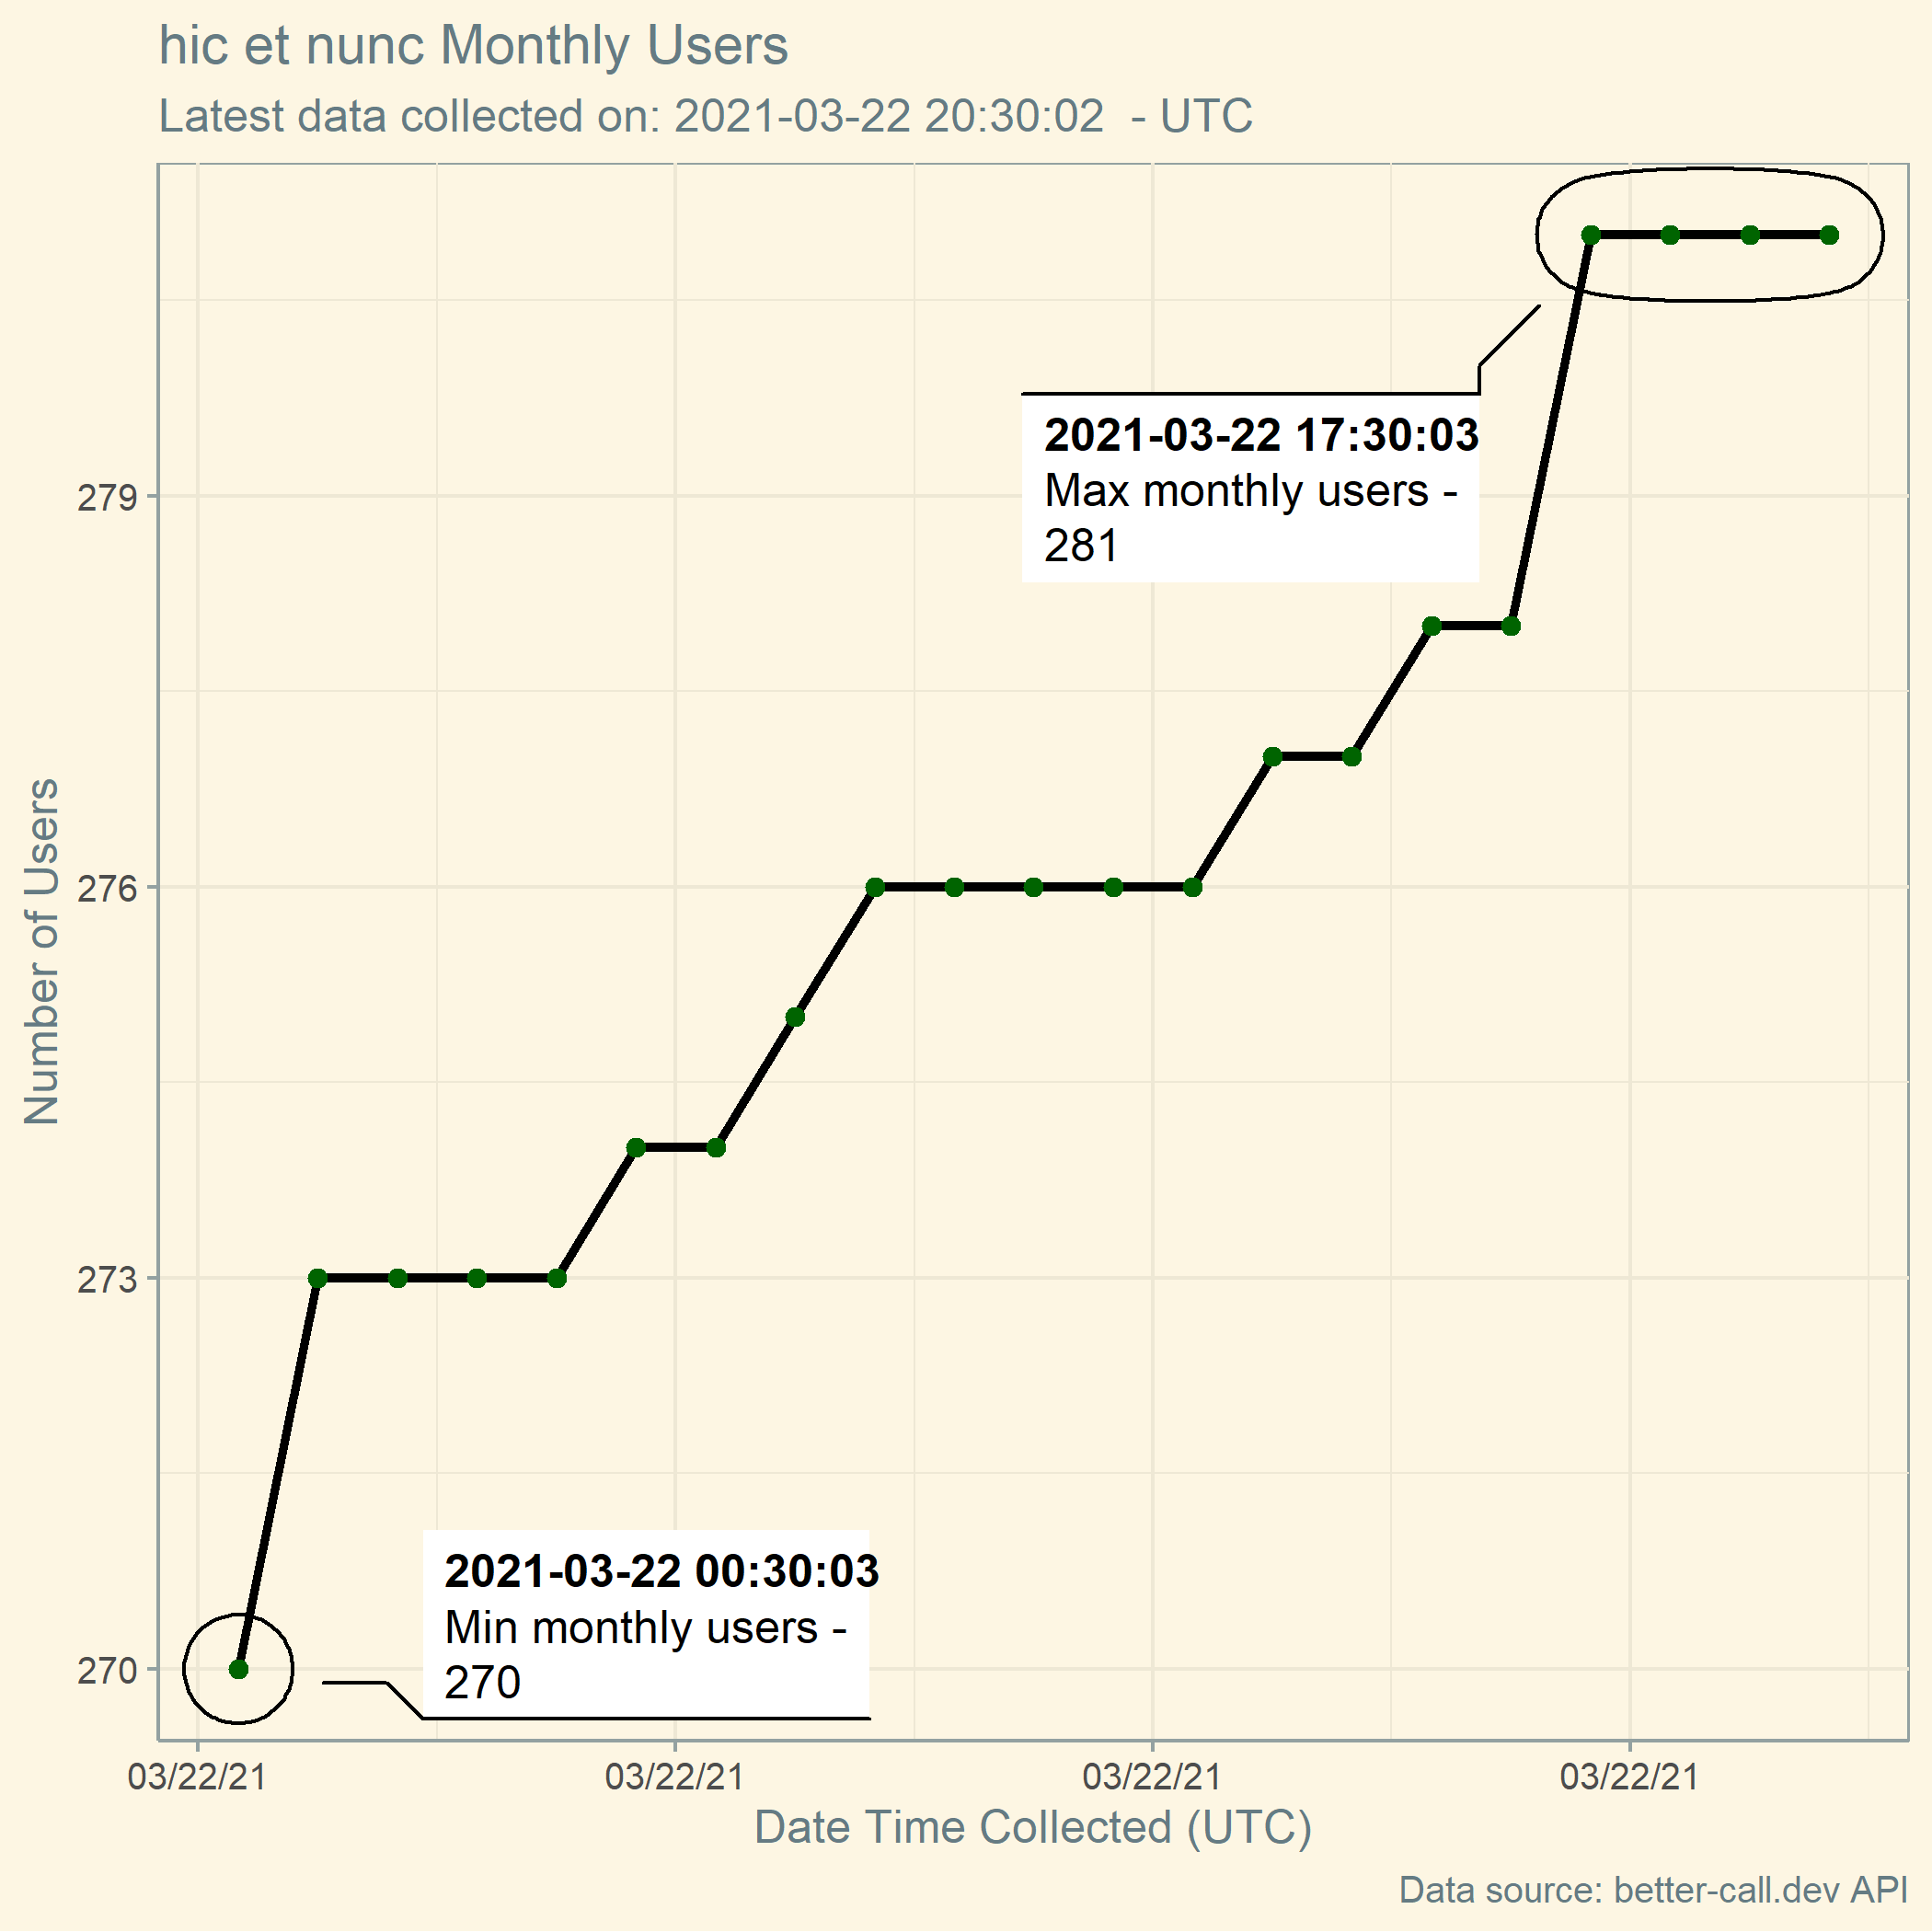 hic et nunc Monthly Users
Latest data collected on: 2021-03-22 20:30:02  - UTC
2021-03-22 17:30:03
Max monthly users -
281
279
276
273
270
Number of Users
2021-03-22 00:30:03
Min monthly users -
270
03/22/21 03/22/21 03/22/21 03/22/21
Date Time Collected (UTC)
Data source: better-call.dev API